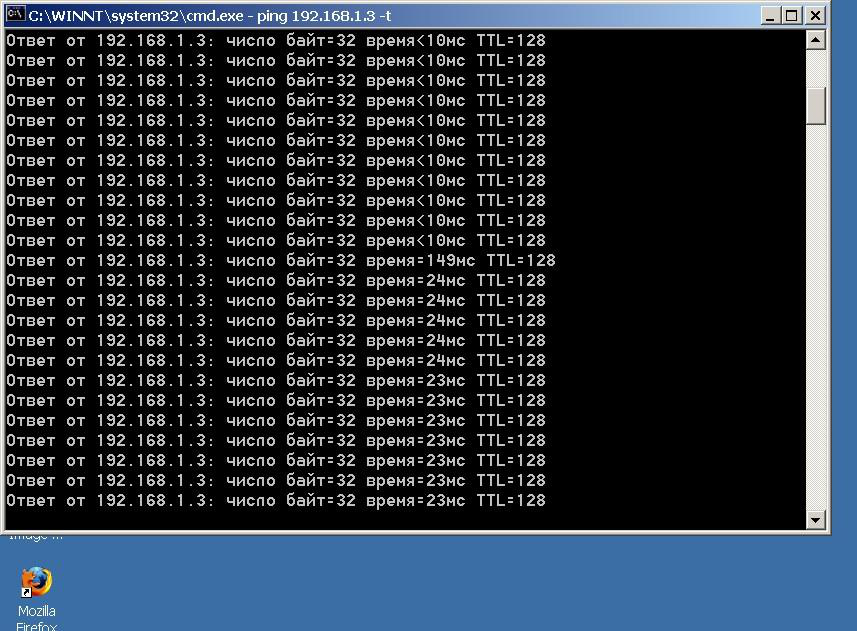 C:\WINNT\system32\cmd.exe - ping 192.168.1.3 -t
Ответ от 192.168.1.3: число байт=32 время<10мс TTL=128
Ответ от 192.168.1.3: число байт=32 время<10мс TTL=128
Ответ от 192.168.1.3: число байт=32 время<10мс TTL=128
Ответ от 192.168.1.3: число байт=32 время<10мс TTL=128
Ответ от 192.168.1.3: число байт=32 время<10мс TTL=128
Ответ от 192.168.1.3: число байт=32 время<10мс TTL=128
Ответ от 192.168.1.3: число байт=32 время<10мс TTL=128
Ответ от 192.168.1.3: число байт=32 время<10мс TTL=128
Ответ от 192.168.1.3: число байт=32 время<10мс TTL=128
Ответ от 192.168.1.3: число байт=32 время<10мс TTL=128
Ответ от 192.168.1.3: число байт=32 время<10мс TTL=128
Ответ от 192.168.1.3: число байт=32 время=149мс TTL=128
Ответ от 192.168.1.3: число байт=32 время=24мс TTL=128
Ответ от 192.168.1.3: число байт=32 время=24мс TTL=128
Ответ от 192.168.1.3: число байт=32 время=24мс TTL=128
Ответ от 192.168.1.3: число байт=32 время=24мс TTL=128
Ответ от 192.168.1.3: число байт=32 время=24мс TTL=128
Ответ от 192.168.1.3: число байт=32 время=23мс TTL=128
Ответ от 192.168.1.3: число байт=32 время=23мс TTL=128
Ответ от 192.168.1.3: число байт=32 время=23мс TTL=128
Ответ от 192.168.1.3: число байт=32 время=23мс TTL=128
Ответ от 192.168.1.3: число байт=32 время=23мс TTL=128
Ответ от 192.168.1.3: число байт=32 время=23мс TTL=128
Ответ от 192.168.1.3: число байт=32 время=23мс TTL=128
Image ...
Mozilla
Firefox